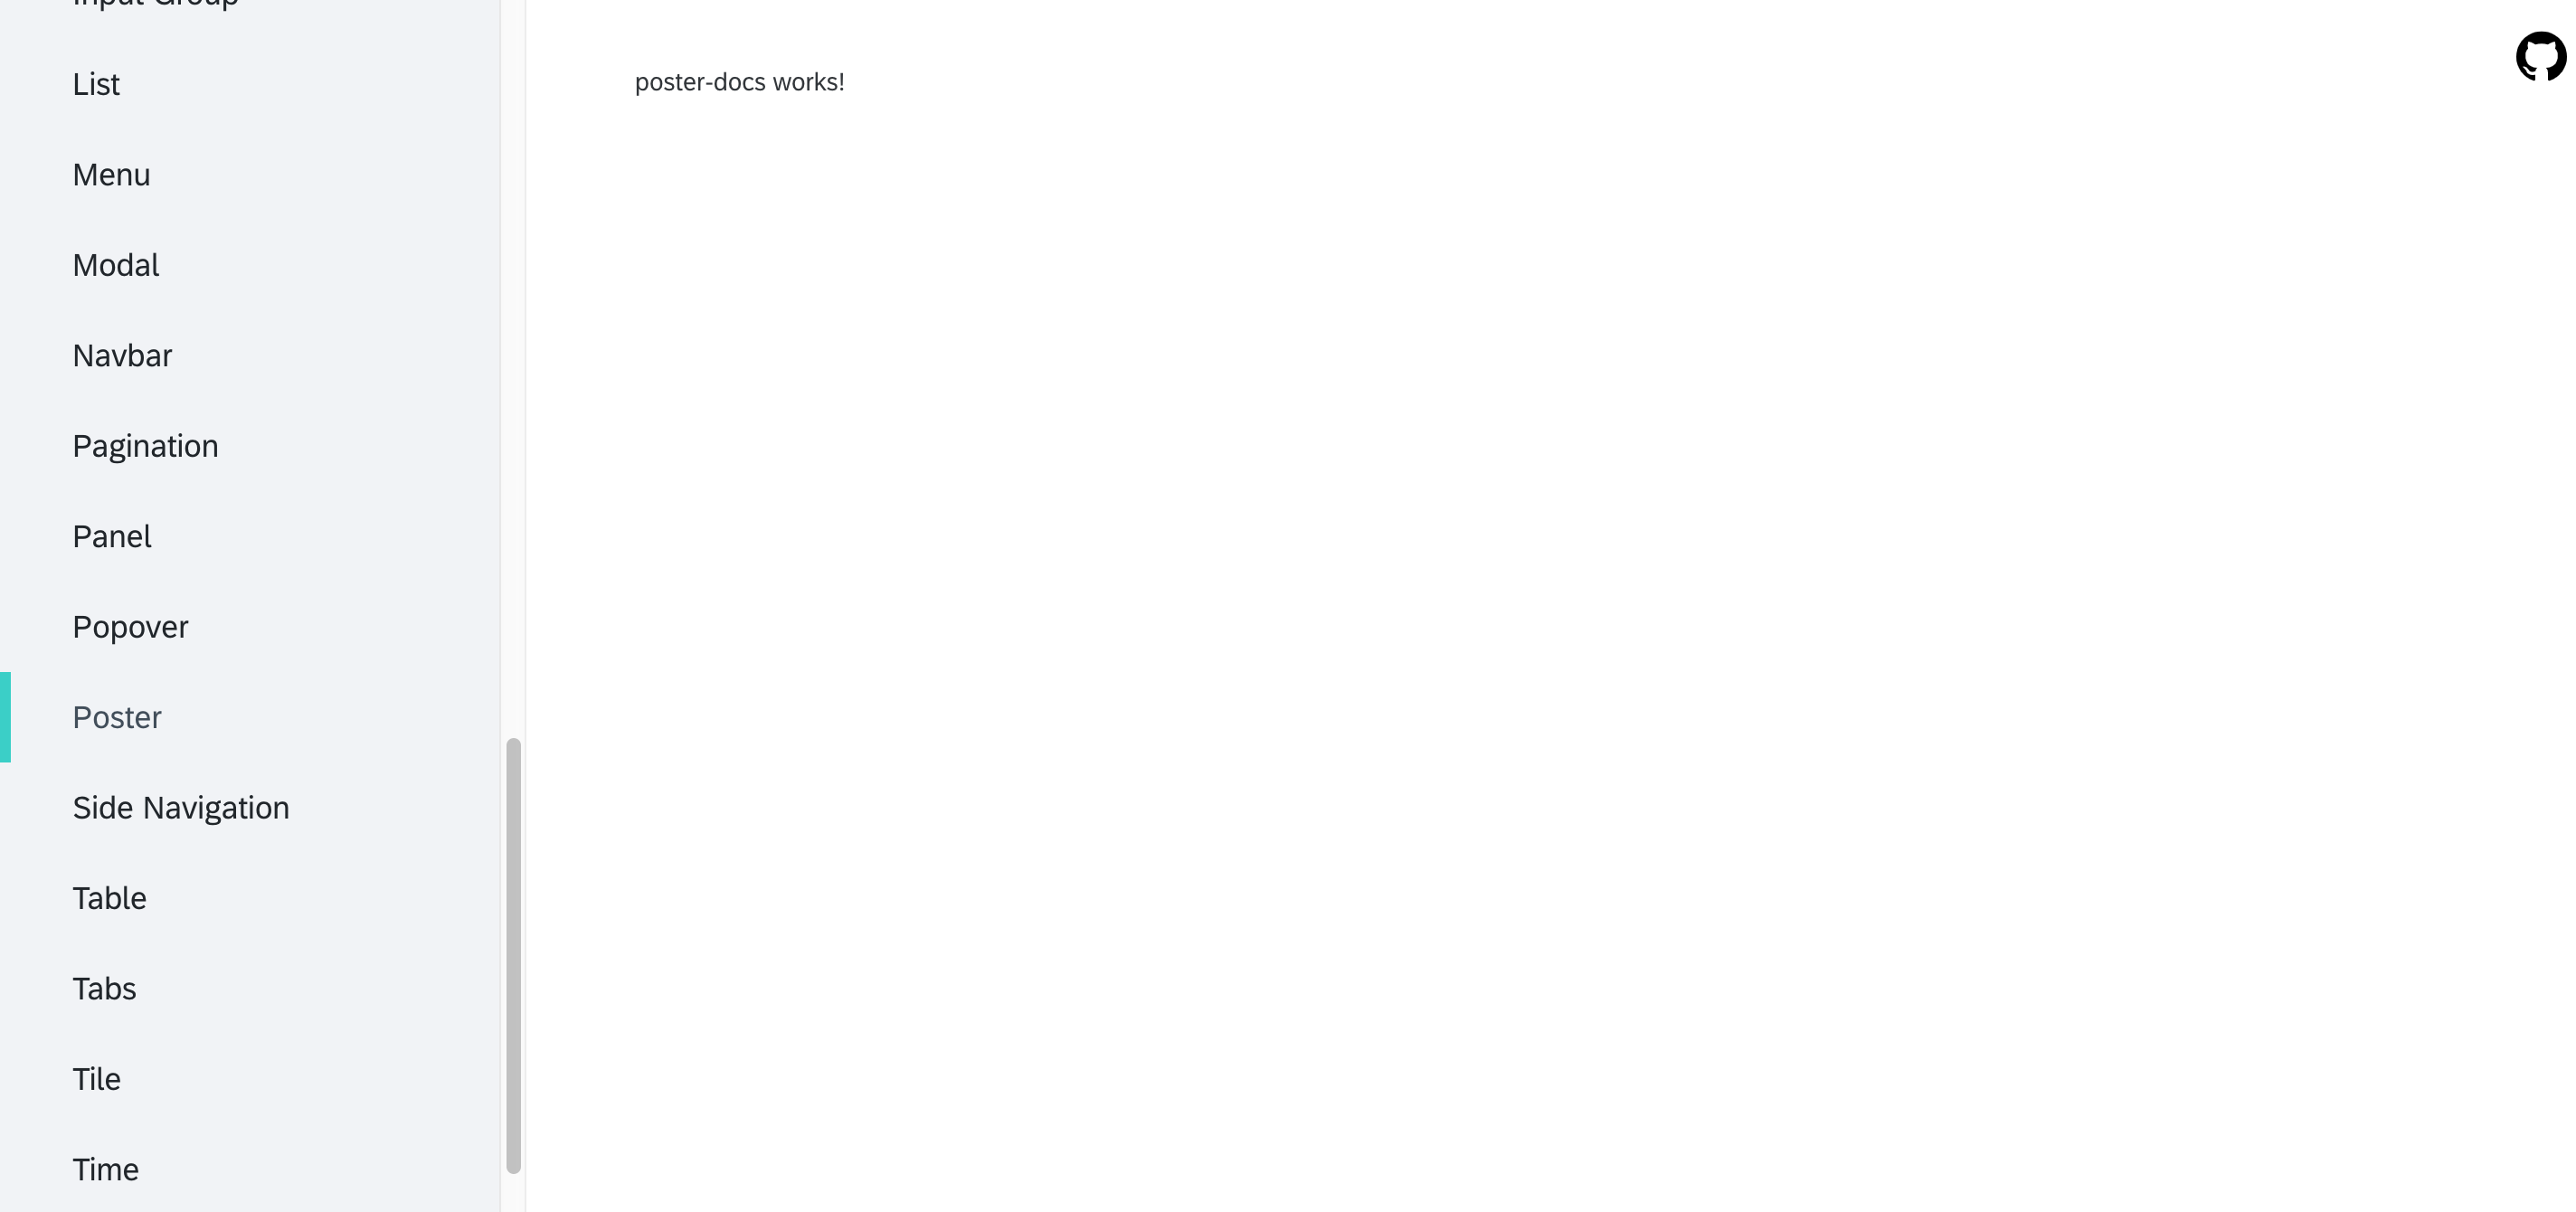 Input Group
List
Menu
Modal
Navbar
Pagination
Panel
Popover
Poster
Side Navigation
Table
Tabs
Tile
Time
poster-docs works!